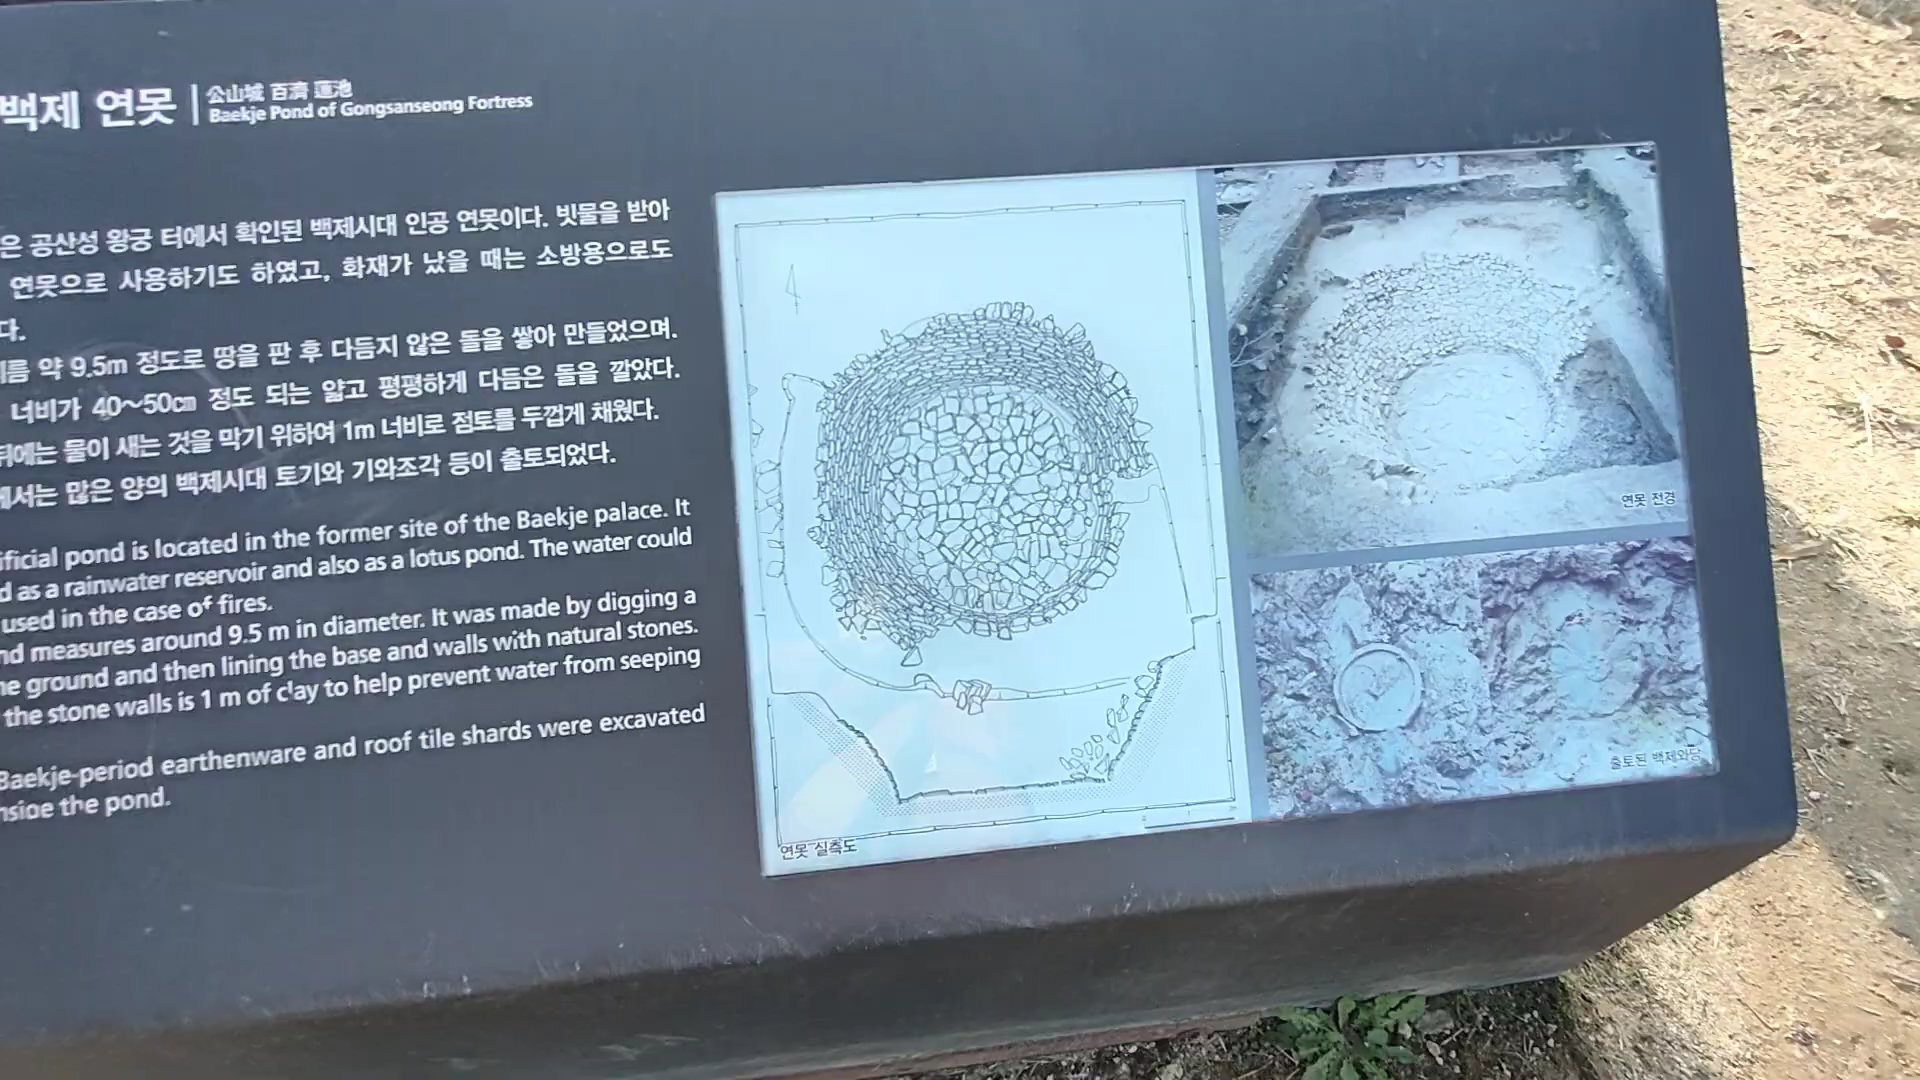 백제 연못
公山城 百濟 蓮池
Baekje Pond of Gongsanseong Fortress
은 공산성 왕궁 터에서 확인된 백제시대 인공 연못이다. 빗물을 받아
연못으로 사용하기도 하였고, 화재가 났을 때는 소방용으로도
다.
약 9.5m 정도로 땅을 판 후 다듬지 않은 돌을 쌓아 만들었으며.
너비가 40~50㎝ 정도 되는 얇고 평평하게 다듬은 돌을 깔았다.
뒤에는 물이 새는 것을 막기 위하여 1m 너비로 점토를 두껍게 채웠다.
에서는 많은 양의 백제시대 토기와 기와조각 등이 출토되었다.
ificial pond is located in the former site of the Baekje palace. It
d as a rainwater reservoir and also as a lotus pond. The water could
used in the case of fires.
nd measures around 9.5 m in diameter. It was made by digging a
ne ground and then lining the base and walls with natural stones.
the stone walls is 1 m of clay to help prevent water from seeping
Baekje-period earthenware and roof tile shards were excavated
nside the pond.
연못 실측도
연못 전경
출토된 백제와당